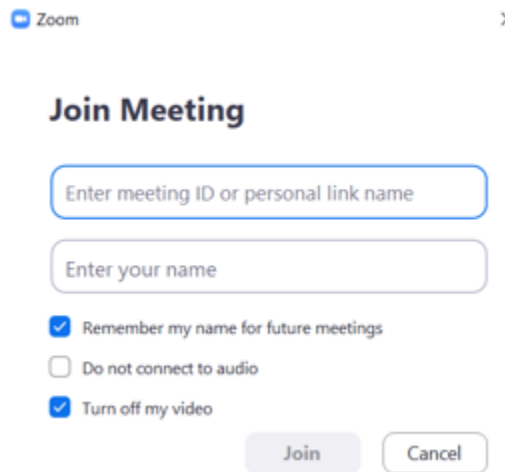 Zoom
Join Meeting
Enter meeting ID or personal link name
Enter your name
Remember my name for future meetings
Do not connect to audio
Turn off my video
Join Cancel